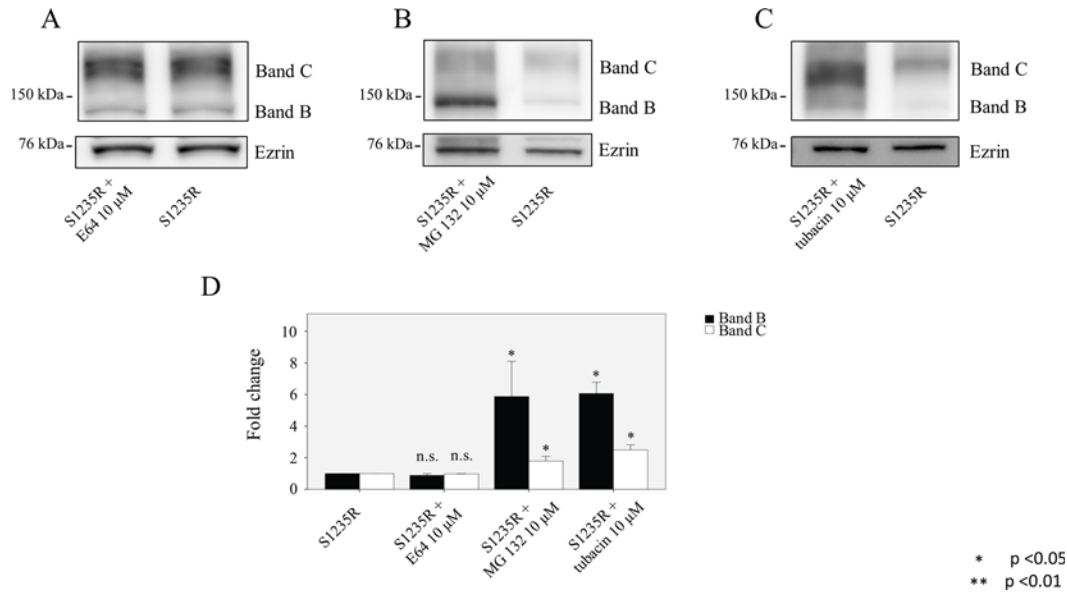 A
Band C
150 kDa
Band B
76 kDa
Ezrin
S1235R +
E64 10 µM
S1235R
B
Band C
150 kDa
Band B
76 kDa
Ezrin
S1235R +
MG 132 10 µM
S1235R
C
Band C
150 kDa
Band B
76 kDa
Ezrin
S1235R +
tubacin 10 µM
S1235R
D
Band B
Band C
Fold change
10
8
6
4
2
0
n.s.
n.s.
*
*
*
*
S1235R
S1235R +
E64 10 µM
S1235R +
MG 132 10 µM
S1235R +
tubacin 10 µM
* p <0.05
** p <0.01